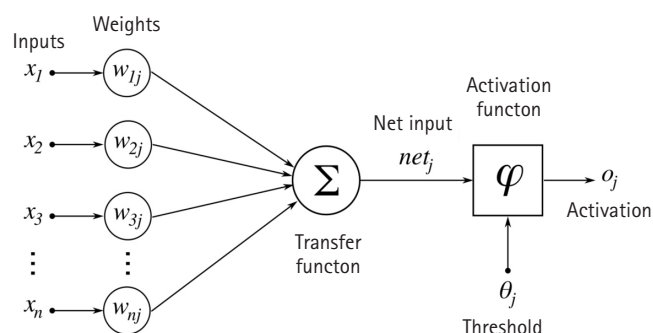 Inputs
Weights
x1
w1j
x2
w2j
x3
w3j
⋮
⋮
xn
wnj
Σ
Transfer
functon
Net input
netj
Activation
functon
φ
oj
Activation
θj
Threshold